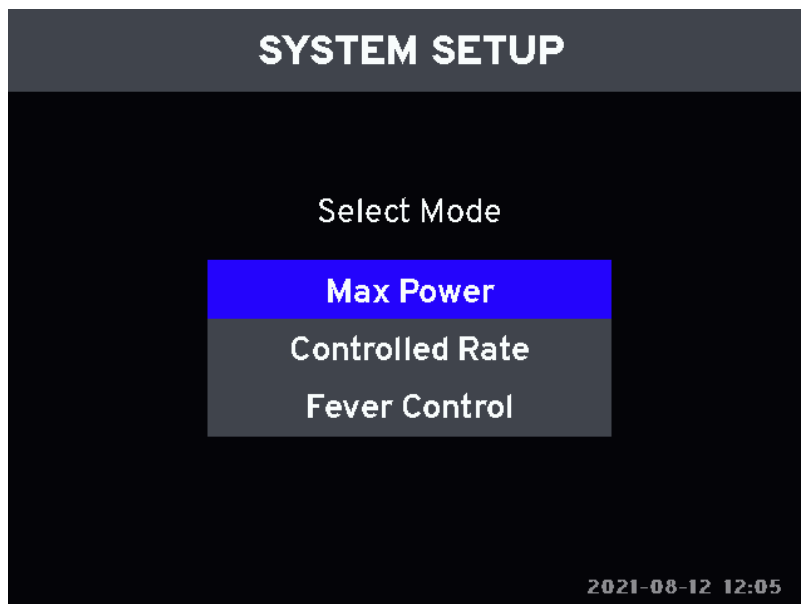 SYSTEM SETUP
Select Mode
Max Power
Controlled Rate
Fever Control
2021-08-12 12:05